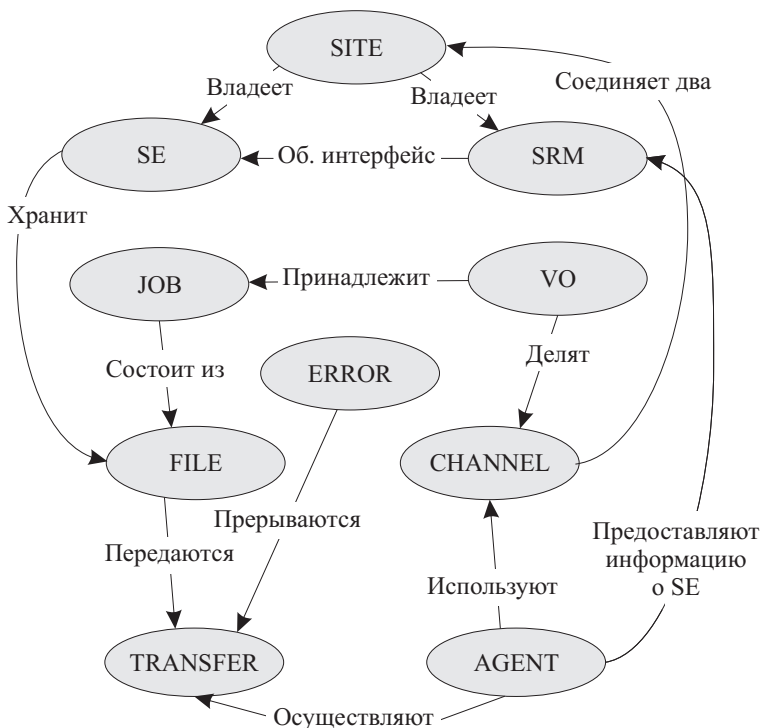 SITE
Соединяет два
Владеет
Владеет
SE
Об. интерфейс
SRM
Хранит
JOB
Принадлежит
VO
Состоит из
ERROR
Делят
FILE
CHANNEL
Прерываются
Передаются
Используют
Предоставляют
информацию
о SE
TRANSFER
AGENT
Осуществляют